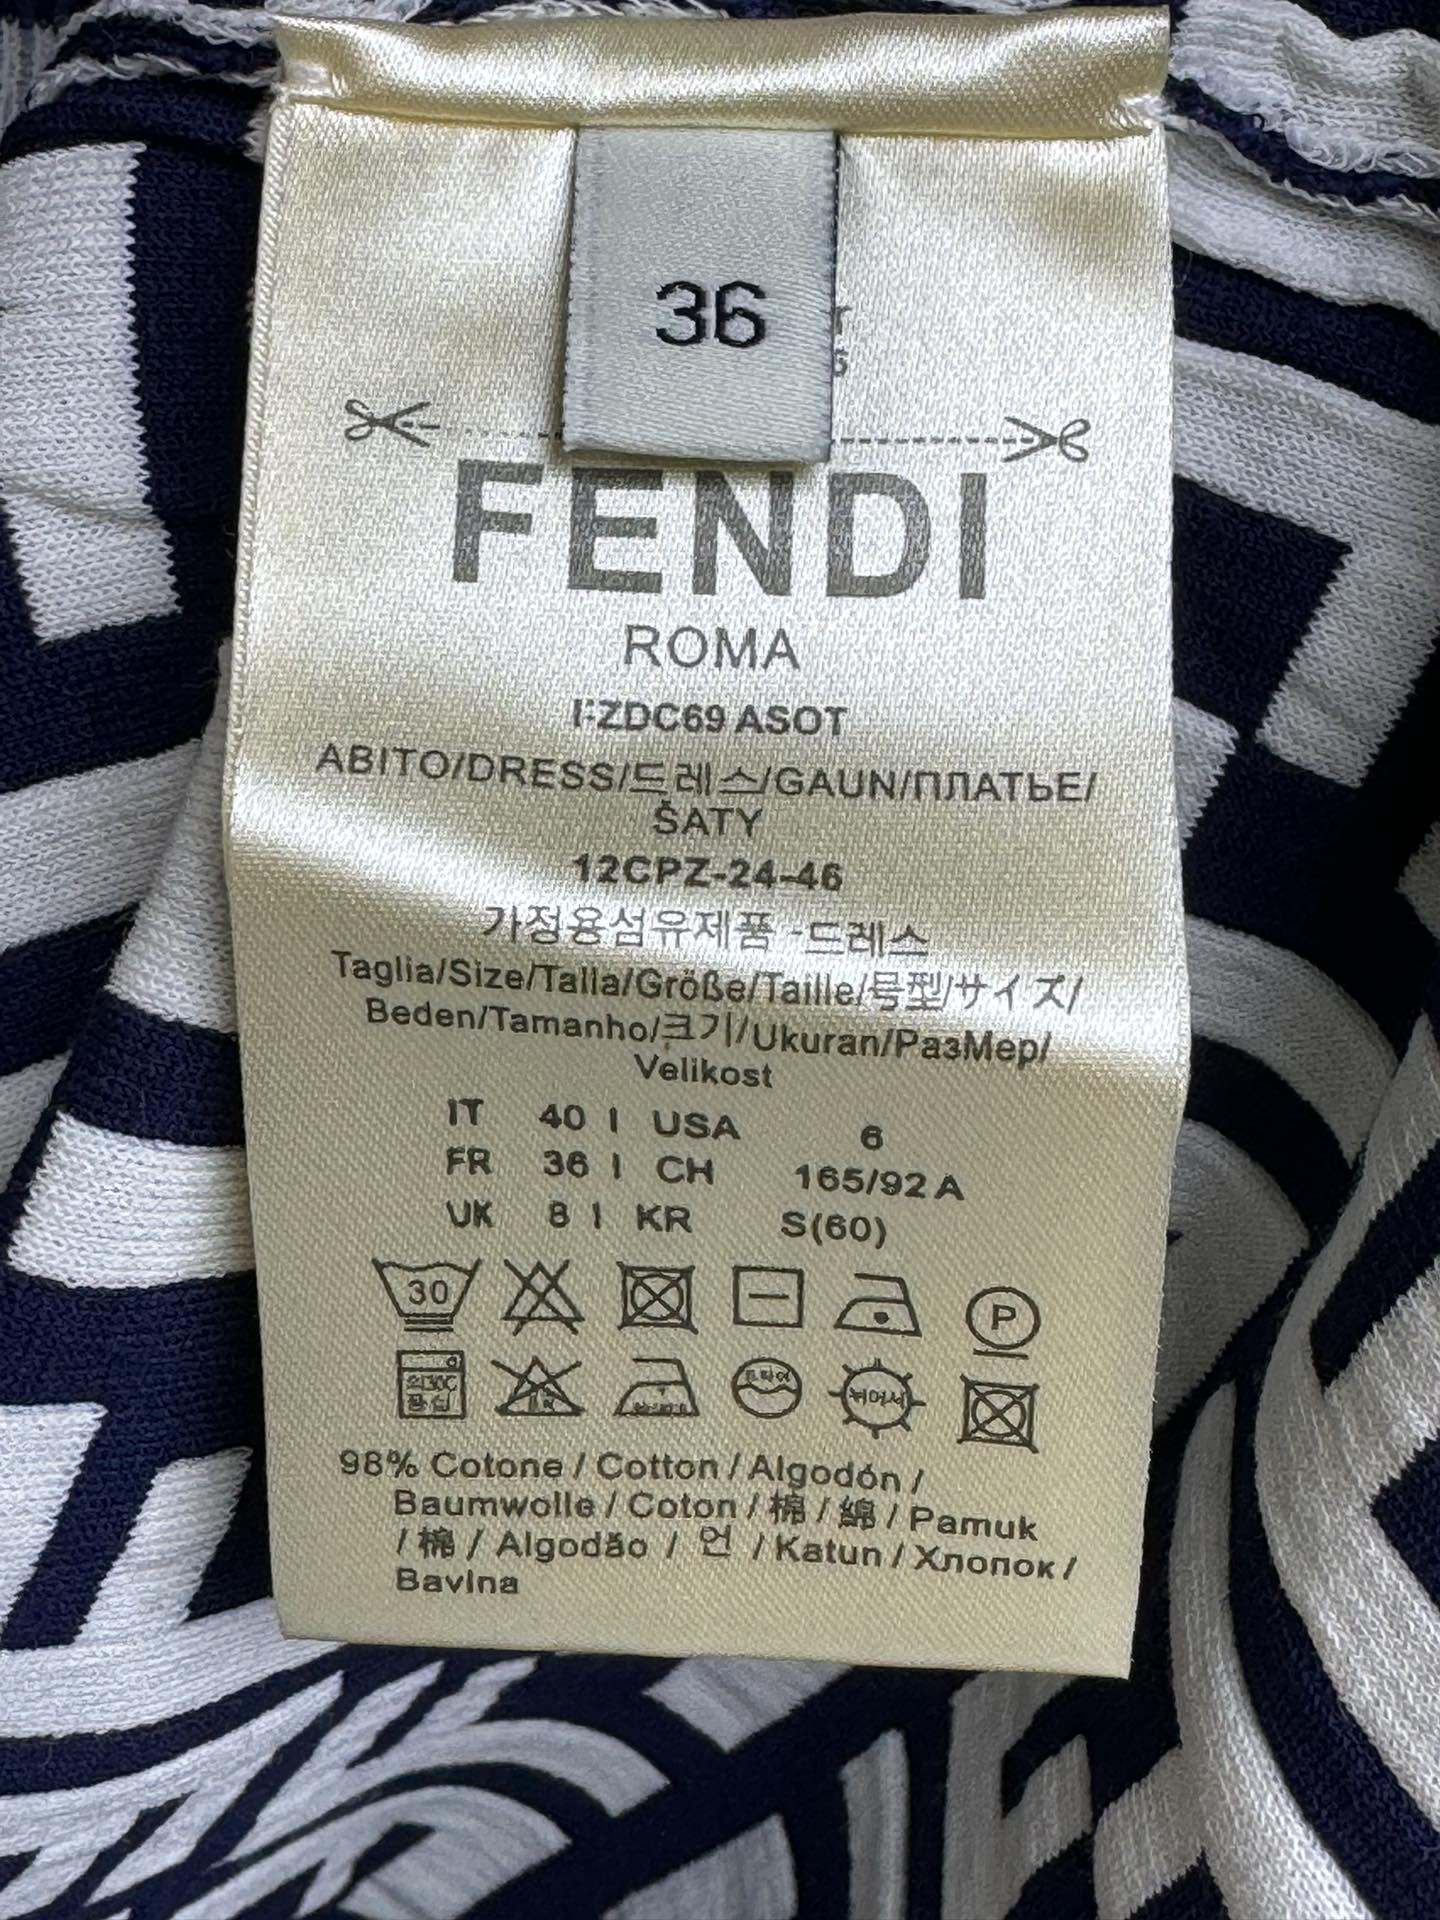 36
FENDI
ROMA
FZDC69 ASOT
ABITO/DRESS/드레스/GAUN/ПЛАТЬЕ/
ŠATY
12CPZ-24-46
가정용섬유제품 -드레스
Taglia/Size/Talla/Größe/Taille/号型/サイズ/
Beden/Tamanho/크기/Ukuran/РазМер/
Velikost
IT 40 | USA 6
FR 36 | CH 165/92 A
UK 8 | KR S(60)
30 P
98% Cotone / Cotton / Algodón /
Baumwolle / Coton / 棉 / 綿 / Pamuk
/ 棉 / Algodão / 언 / Katun / Хлопок /
Bavlna